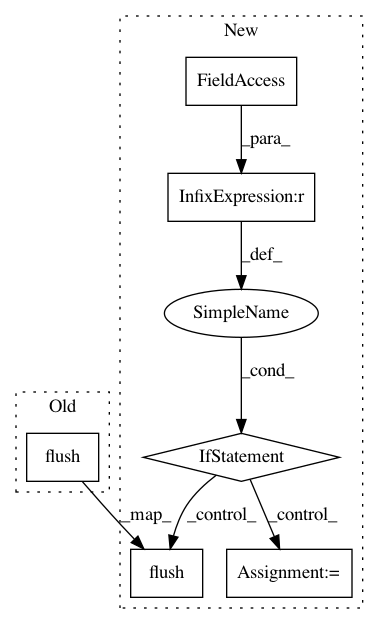 New
FieldAccess
_para_
InfixExpression:r
_def_
SimpleName
_cond_
Old
flush
IfStatement
_map_
_control_
_control_
flush
Assignment:=